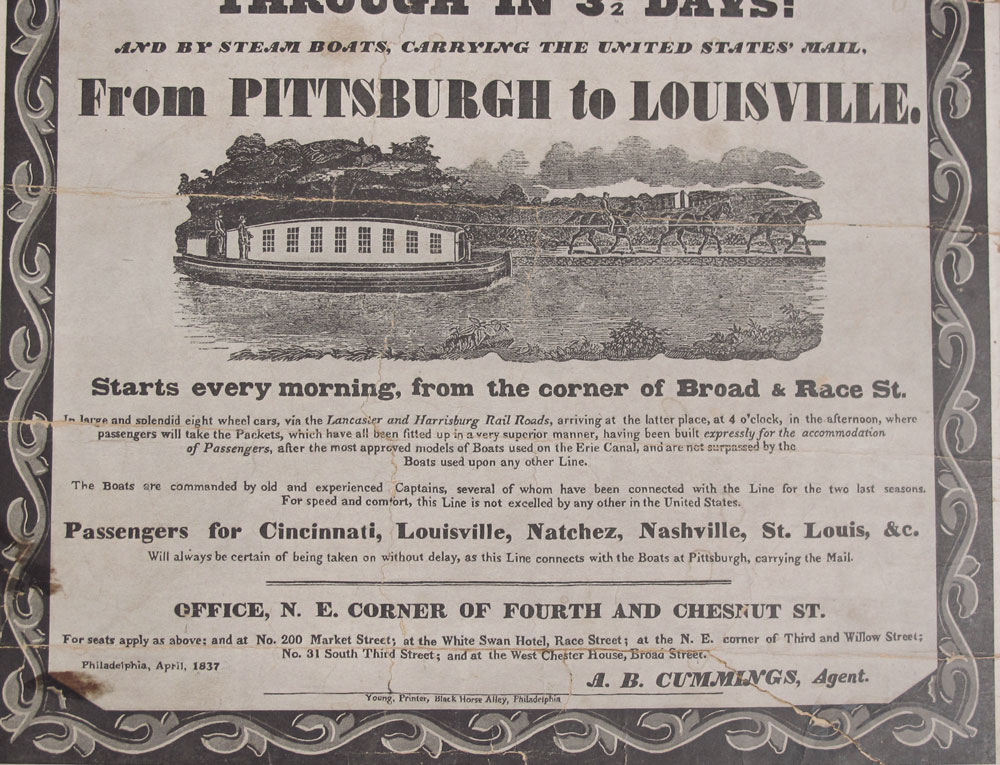 THROUGH IN 3½ DAYS!
AND BY STEAM BOATS, CARRYING THE UNITED STATES' MAIL,
From PITTSBURGH to LOUISVILLE.
Starts every morning, from the corner of Broad & Race St.
In large and splendid eight wheel cars, via the Lancaster and Harrisburg Rail Roads, arriving at the latter place, at 4 o'clock, in the afternoon, where
passengers will take the Packets, which have all been fitted up in a very superior manner, having been built expressly for the accommodation
of Passengers, after the most approved models of Boats used on the Erie Canal, and are not surpassed by the
Boats used upon any other Line.
The Boats are commanded by old and experienced Captains, several of whom have been connected with the Line for the two last seasons.
For speed and comfort, this Line is not excelled by any other in the United States.
Passengers for Cincinnati, Louisville, Natchez, Nashville, St. Louis, &c.
Will always be certain of being taken on without delay, as this Line connects with the Boats at Pittsburgh, carrying the Mail.
OFFICE, N. E. CORNER OF FOURTH AND CHESNUT ST.
For seats apply as above; and at No. 200 Market Street; at the White Swan Hotel, Race Street; at the N. E. corner of Third and Willow Street;
No. 31 South Third Street; and at the West Chester House, Broad Street.
Philadelphia, April, 1837
A. B. CUMMINGS, Agent.
Young, Printer, Black Horse Alley, Philadelphia